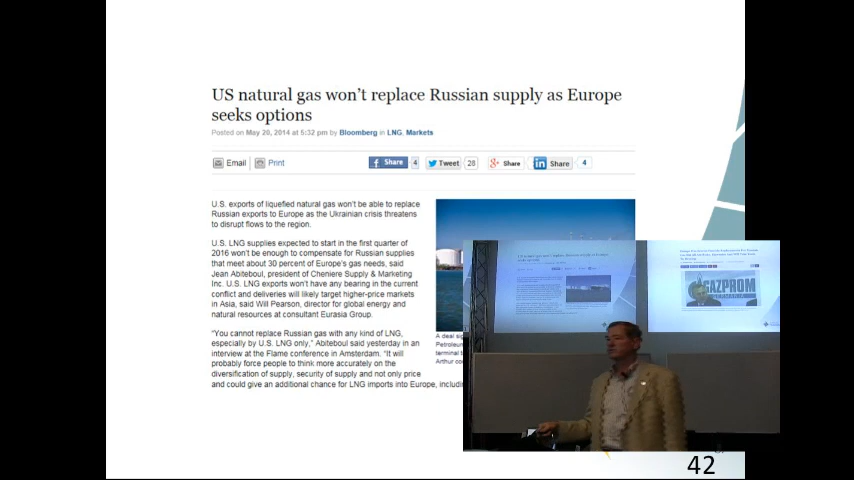 US natural gas won't replace Russian supply as Europe
seeks options
Posted on May 20, 2014 at 5:32 pm by Bloomberg in LNG, Markets
Email Print Share 4 Tweet 28 Share Share 4
U.S. exports of liquefied natural gas won't be able to replace
Russian exports to Europe as the Ukrainian crisis threatens
to disrupt flows to the region.
U.S. LNG supplies expected to start in the first quarter of
2016 won't be enough to compensate for Russian supplies
that meet about 30 percent of Europe's gas needs, said
Jean Abiteboul, president of Cheniere Supply & Marketing
Inc. U.S. LNG exports won't have any bearing in the current
conflict and deliveries will likely target higher-price markets
in Asia, said Will Pearson, director for global energy and
natural resources at consultant Eurasia Group.
"You cannot replace Russian gas with any kind of LNG,
especially by U.S. LNG only," Abiteboul said yesterday in an
interview at the Flame conference in Amsterdam. "It will
probably force people to think more accurately on the
diversification of supply, security of supply and not only price
and could give an additional chance for LNG imports into Europe, includin
A deal sig
Petroleu
terminal t
Arthur co
GAZPROM
GERMANIA
42